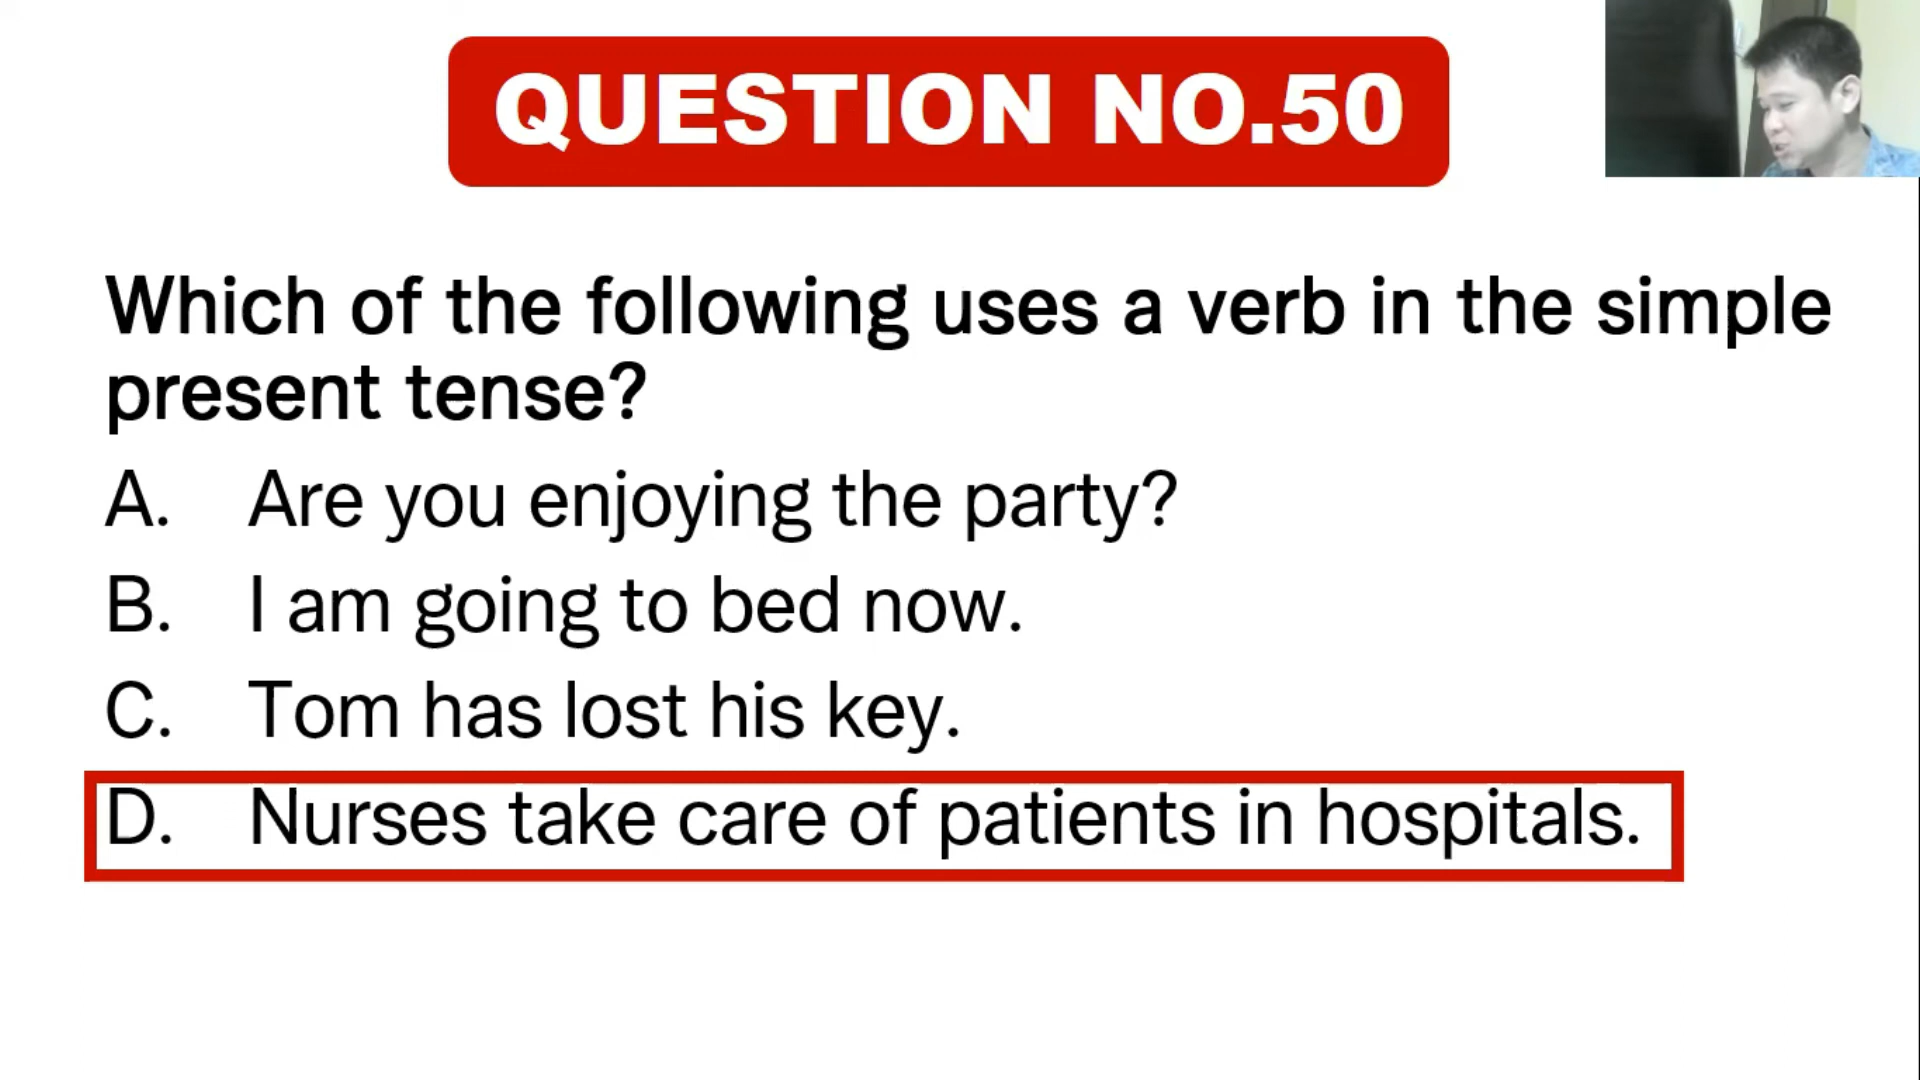 QUESTION NO.50
Which of the following uses a verb in the simple
present tense?
A. Are you enjoying the party?
B. I am going to bed now.
C. Tom has lost his key.
D. Nurses take care of patients in hospitals.